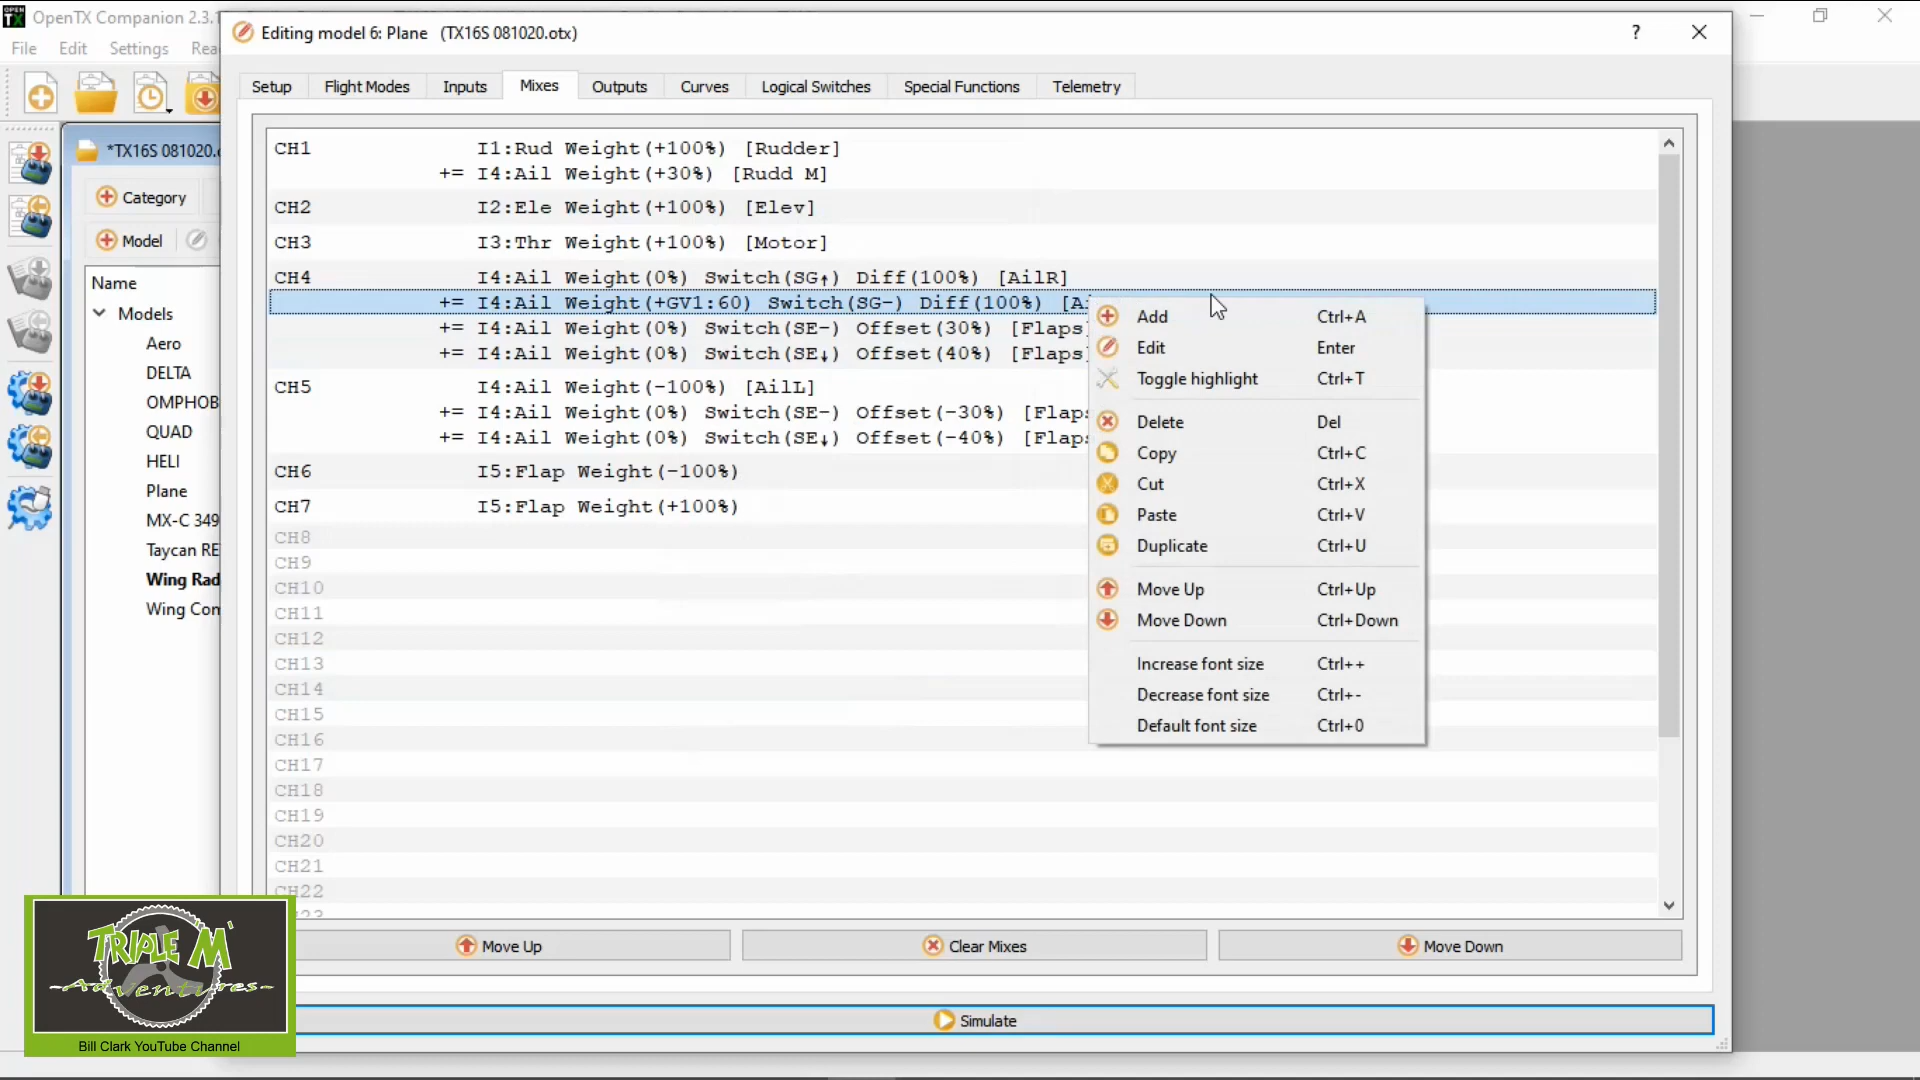 OpenTX Companion 2.3.1
Editing model 6: Plane (TX16S 081020.otx)
File Edit Settings Rea
Setup Flight Modes Inputs Mixes Outputs Curves Logical Switches Special Functions Telemetry
*TX16S 081020.
Category
Model
Name
Models
Aero
DELTA
OMPHOB
QUAD
HELI
Plane
MX-C 349
Taycan RE
Wing Rad
Wing Con
CH1 I1:Rud Weight(+100%) [Rudder]
+= I4:Ail Weight(+30%) [Rudd M]
CH2 I2:Ele Weight(+100%) [Elev]
CH3 I3:Thr Weight(+100%) [Motor]
CH4 I4:Ail Weight(0%) Switch(SG↑) Diff(100%) [AilR]
+= I4:Ail Weight(+GV1:60) Switch(SG-) Diff(100%) [Ai
+= I4:Ail Weight(0%) Switch(SE-) Offset(30%) [Flaps]
+= I4:Ail Weight(0%) Switch(SE↓) Offset(40%) [Flaps]
CH5 I4:Ail Weight(-100%) [AilL]
+= I4:Ail Weight(0%) Switch(SE-) Offset(-30%) [Flaps
+= I4:Ail Weight(0%) Switch(SE↓) Offset(-40%) [Flaps
CH6 I5:Flap Weight(-100%)
CH7 I5:Flap Weight(+100%)
CH8
CH9
CH10
CH11
CH12
CH13
CH14
CH15
CH16
CH17
CH18
CH19
CH20
CH21
CH22
Add Ctrl+A
Edit Enter
Toggle highlight Ctrl+T
Delete Del
Copy Ctrl+C
Cut Ctrl+X
Paste Ctrl+V
Duplicate Ctrl+U
Move Up Ctrl+Up
Move Down Ctrl+Down
Increase font size Ctrl++
Decrease font size Ctrl+-
Default font size Ctrl+0
Move Up Clear Mixes Move Down
Simulate
TRIPLE M
-Adventures-
Bill Clark YouTube Channel